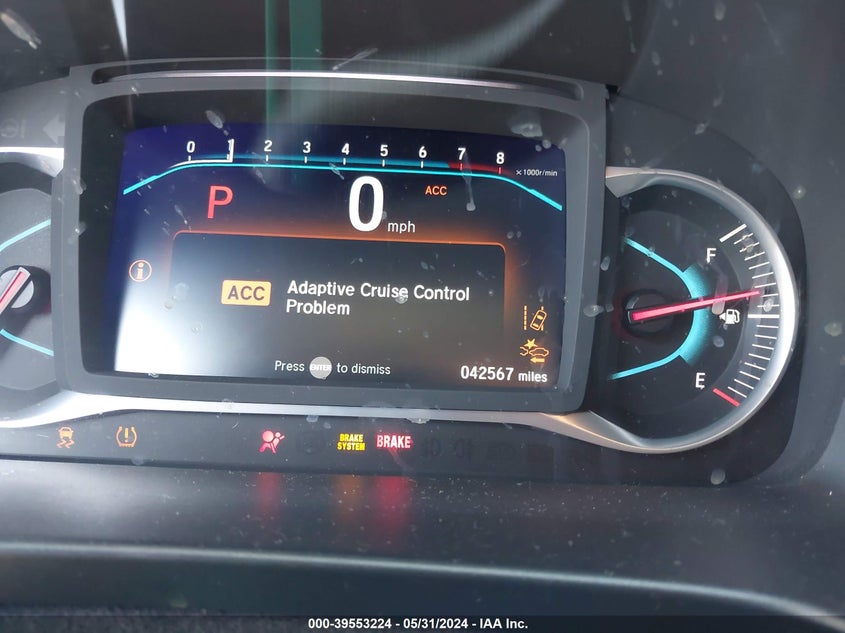 0 1 2 3 4 5 6 7 8
x1000r/min
P 0 mph ACC
F
i
ACC Adaptive Cruise Control
Problem
Press ENTER to dismiss
042567 miles
E
BRAKE
SYSTEM
BRAKE
000-39553224 - 05/31/2024 - IAA Inc.